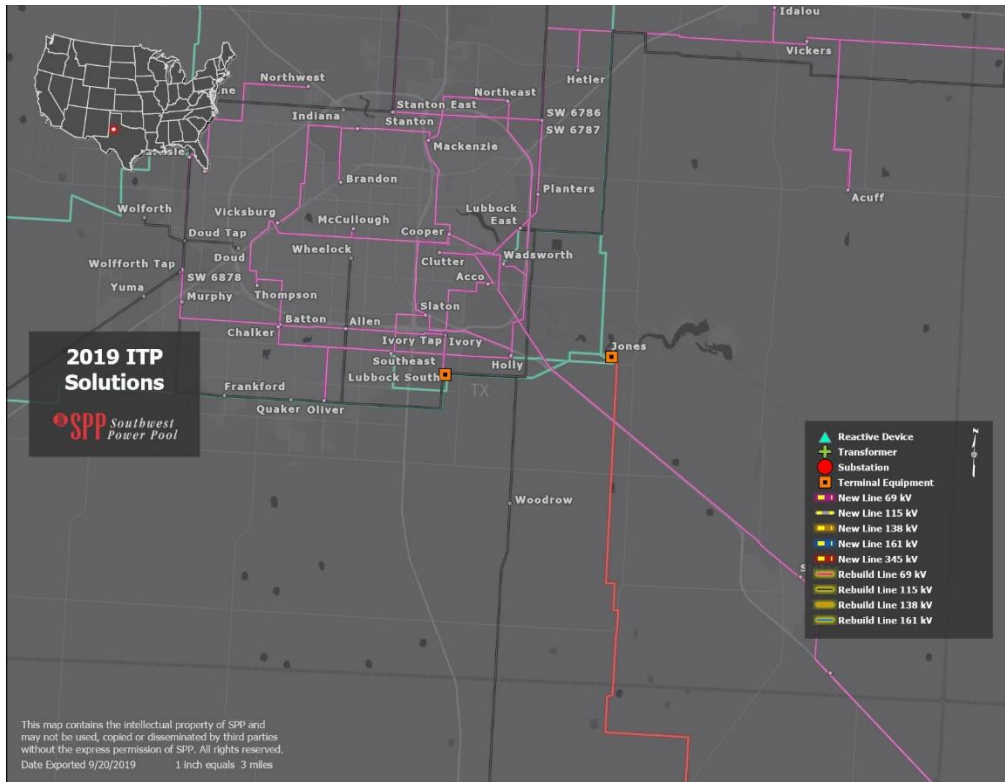 Idalou
Vickers
Northwest
Hetler
Northeast
Stanton East
SW 6786
Indiana
Stanton
SW 6787
Mackenzie
Brandon
Planters
Acuff
Wolforth
Vicksburg
McCullough
Lubbock
East
Doud Tap
Cooper
Doud
Wheelock
Clutter
Wadsworth
Wolfforth Tap
SW 6878
Acco
Yuma
Murphy
Thompson
Slaton
Batton
Allen
Chalker
Ivory Tap
Ivory
Jones
Southeast
Holly
Lubbock South
TX
Frankford
Quaker
Oliver
Woodrow
2019 ITP
Solutions
SPP Southwest
Power Pool
N
Reactive Device
Transformer
Substation
Terminal Equipment
New Line 69 kV
New Line 115 kV
New Line 138 kV
New Line 161 kV
New Line 345 kV
Rebuild Line 69 kV
Rebuild Line 115 kV
Rebuild Line 138 kV
Rebuild Line 161 kV
This map contains the intellectual property of SPP and
may not be used, copied or disseminated by third parties
without the express permission of SPP. All rights reserved.
Date Exported 9/20/2019 1 inch equals 3 miles